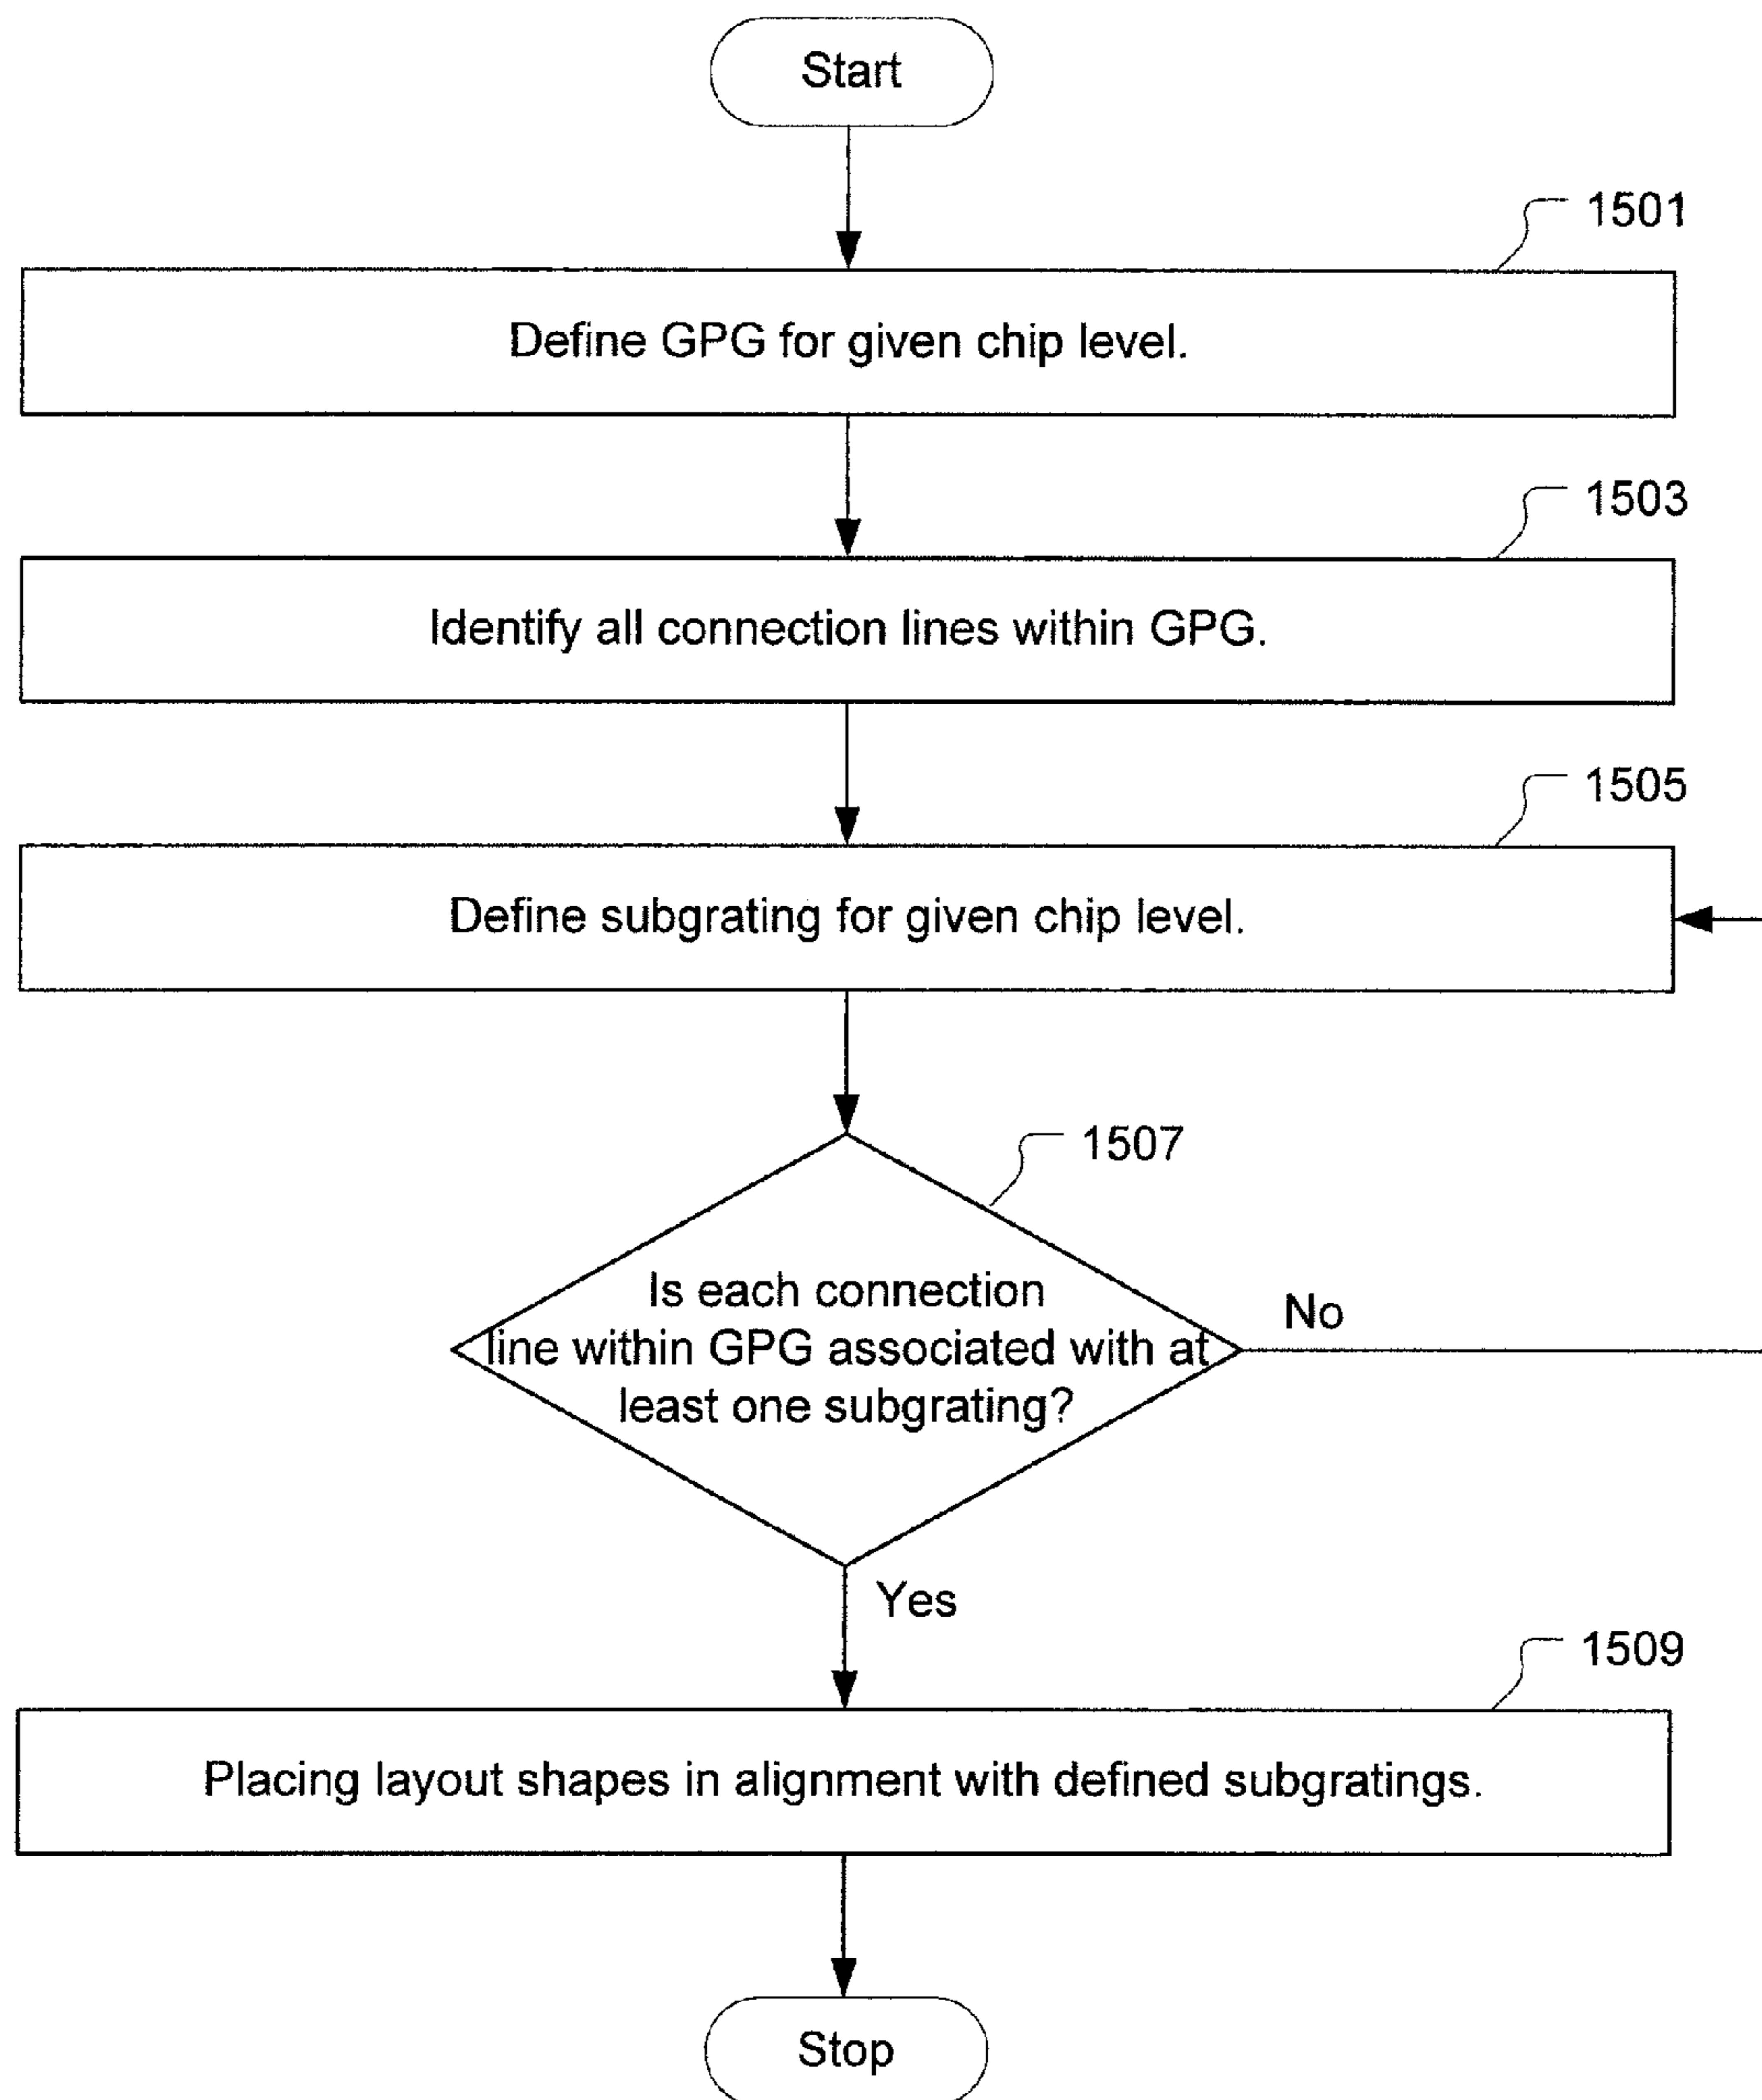 Start
1501
Define GPG for given chip level.
1503
Identify all connection lines within GPG.
1505
Define subgrating for given chip level.
1507
Is each connection
line within GPG associated with at
least one subgrating?
No
Yes
1509
Placing layout shapes in alignment with defined subgratings.
Stop